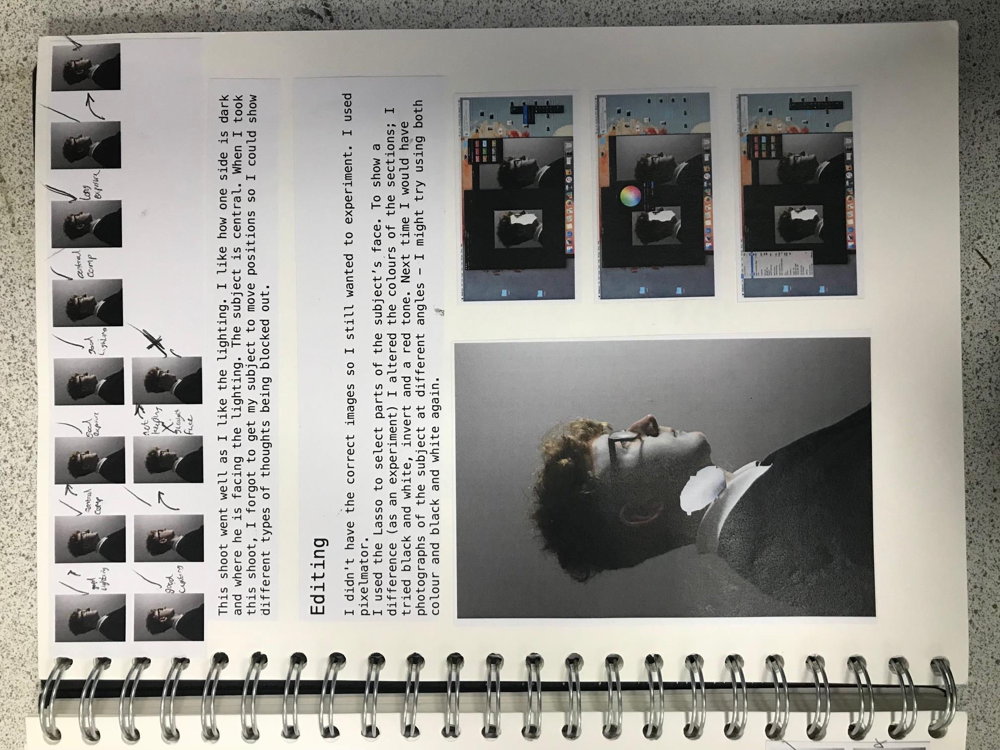 good
lighting
central
comp
good
exposure
good
lighting
central
comp
long
exposure
good
lighting
not
keeping
straight
face
This shoot went well as I like the lighting. I like how one side is dark
and where he is facing the lighting. The subject is central. When I took
this shoot, I forgot to get my subject to move positions so I could show
different types of thoughts being blocked out.
Editing
I didn't have the correct images so I still wanted to experiment. I used
pixelmator.
I used the Lasso to select parts of the subject's face. To show a
difference (as an experiment) I altered the colours of the sections; I
tried black and white, invert and a red tone. Next time I would have
photographs of the subject at different angles – I might try using both
colour and black and white again.